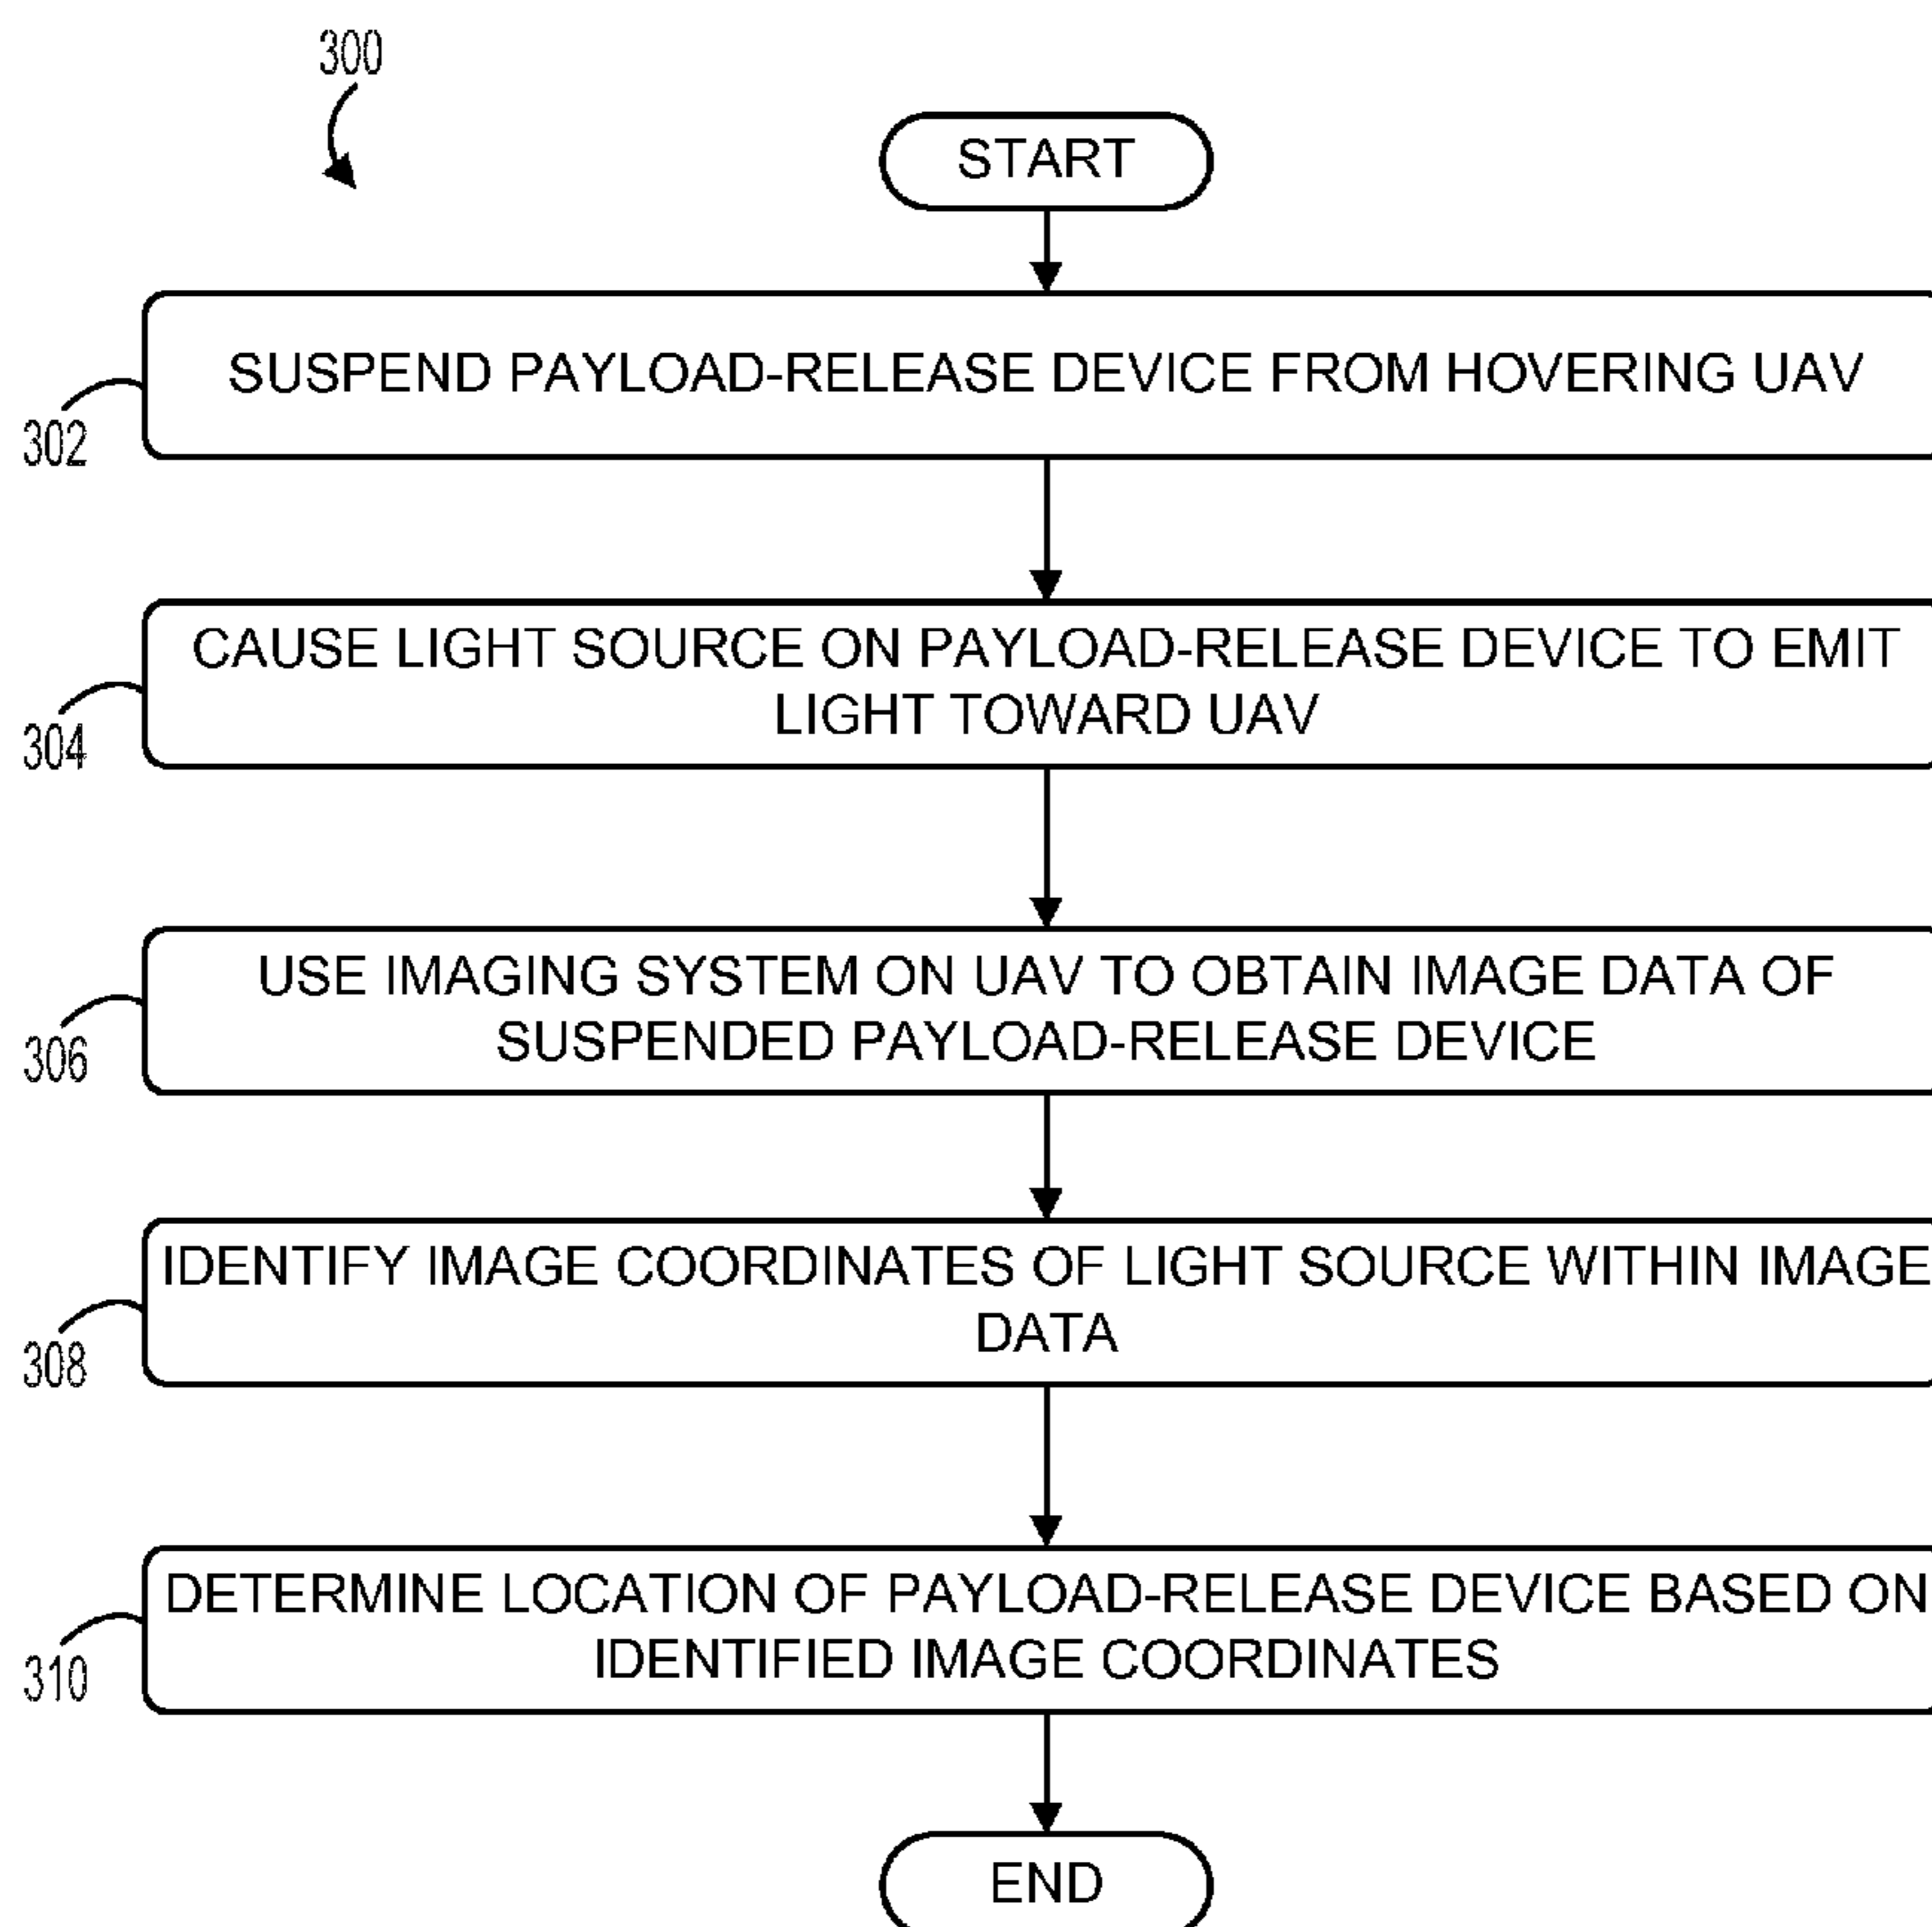 300
START
SUSPEND PAYLOAD-RELEASE DEVICE FROM HOVERING UAV
302
CAUSE LIGHT SOURCE ON PAYLOAD-RELEASE DEVICE TO EMIT
LIGHT TOWARD UAV
304
USE IMAGING SYSTEM ON UAV TO OBTAIN IMAGE DATA OF
SUSPENDED PAYLOAD-RELEASE DEVICE
306
IDENTIFY IMAGE COORDINATES OF LIGHT SOURCE WITHIN IMAGE
DATA
308
DETERMINE LOCATION OF PAYLOAD-RELEASE DEVICE BASED ON
IDENTIFIED IMAGE COORDINATES
310
END